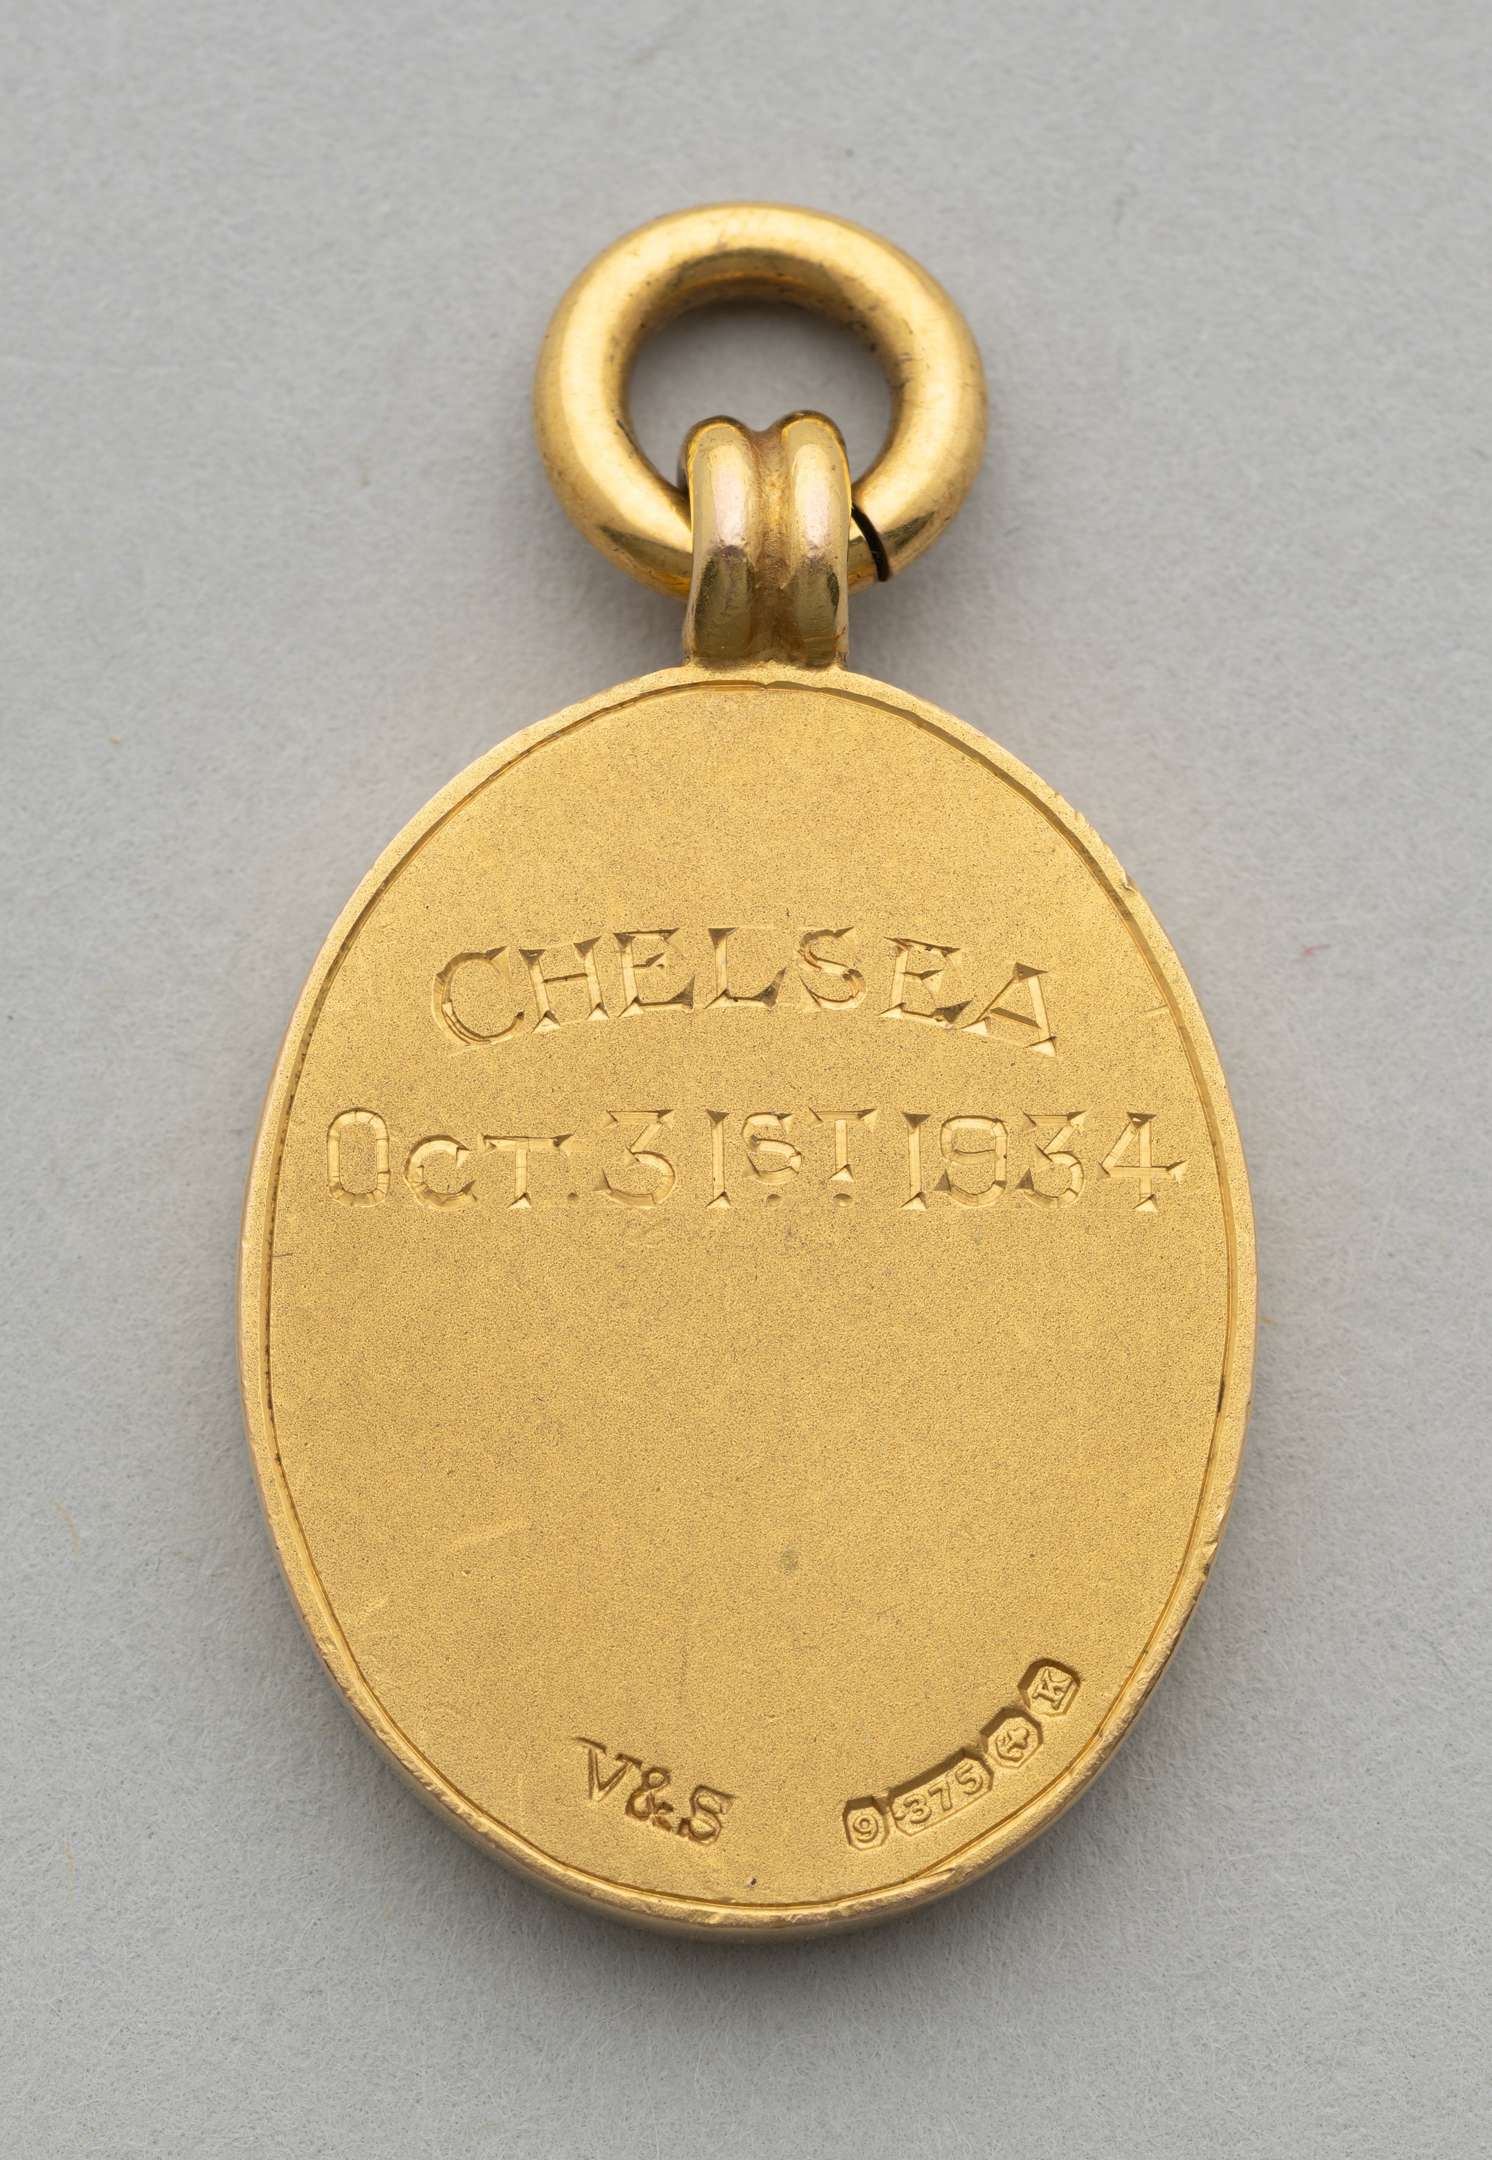 CHELSEA
OCT. 31ST. 1934
V&S
9 .375 K